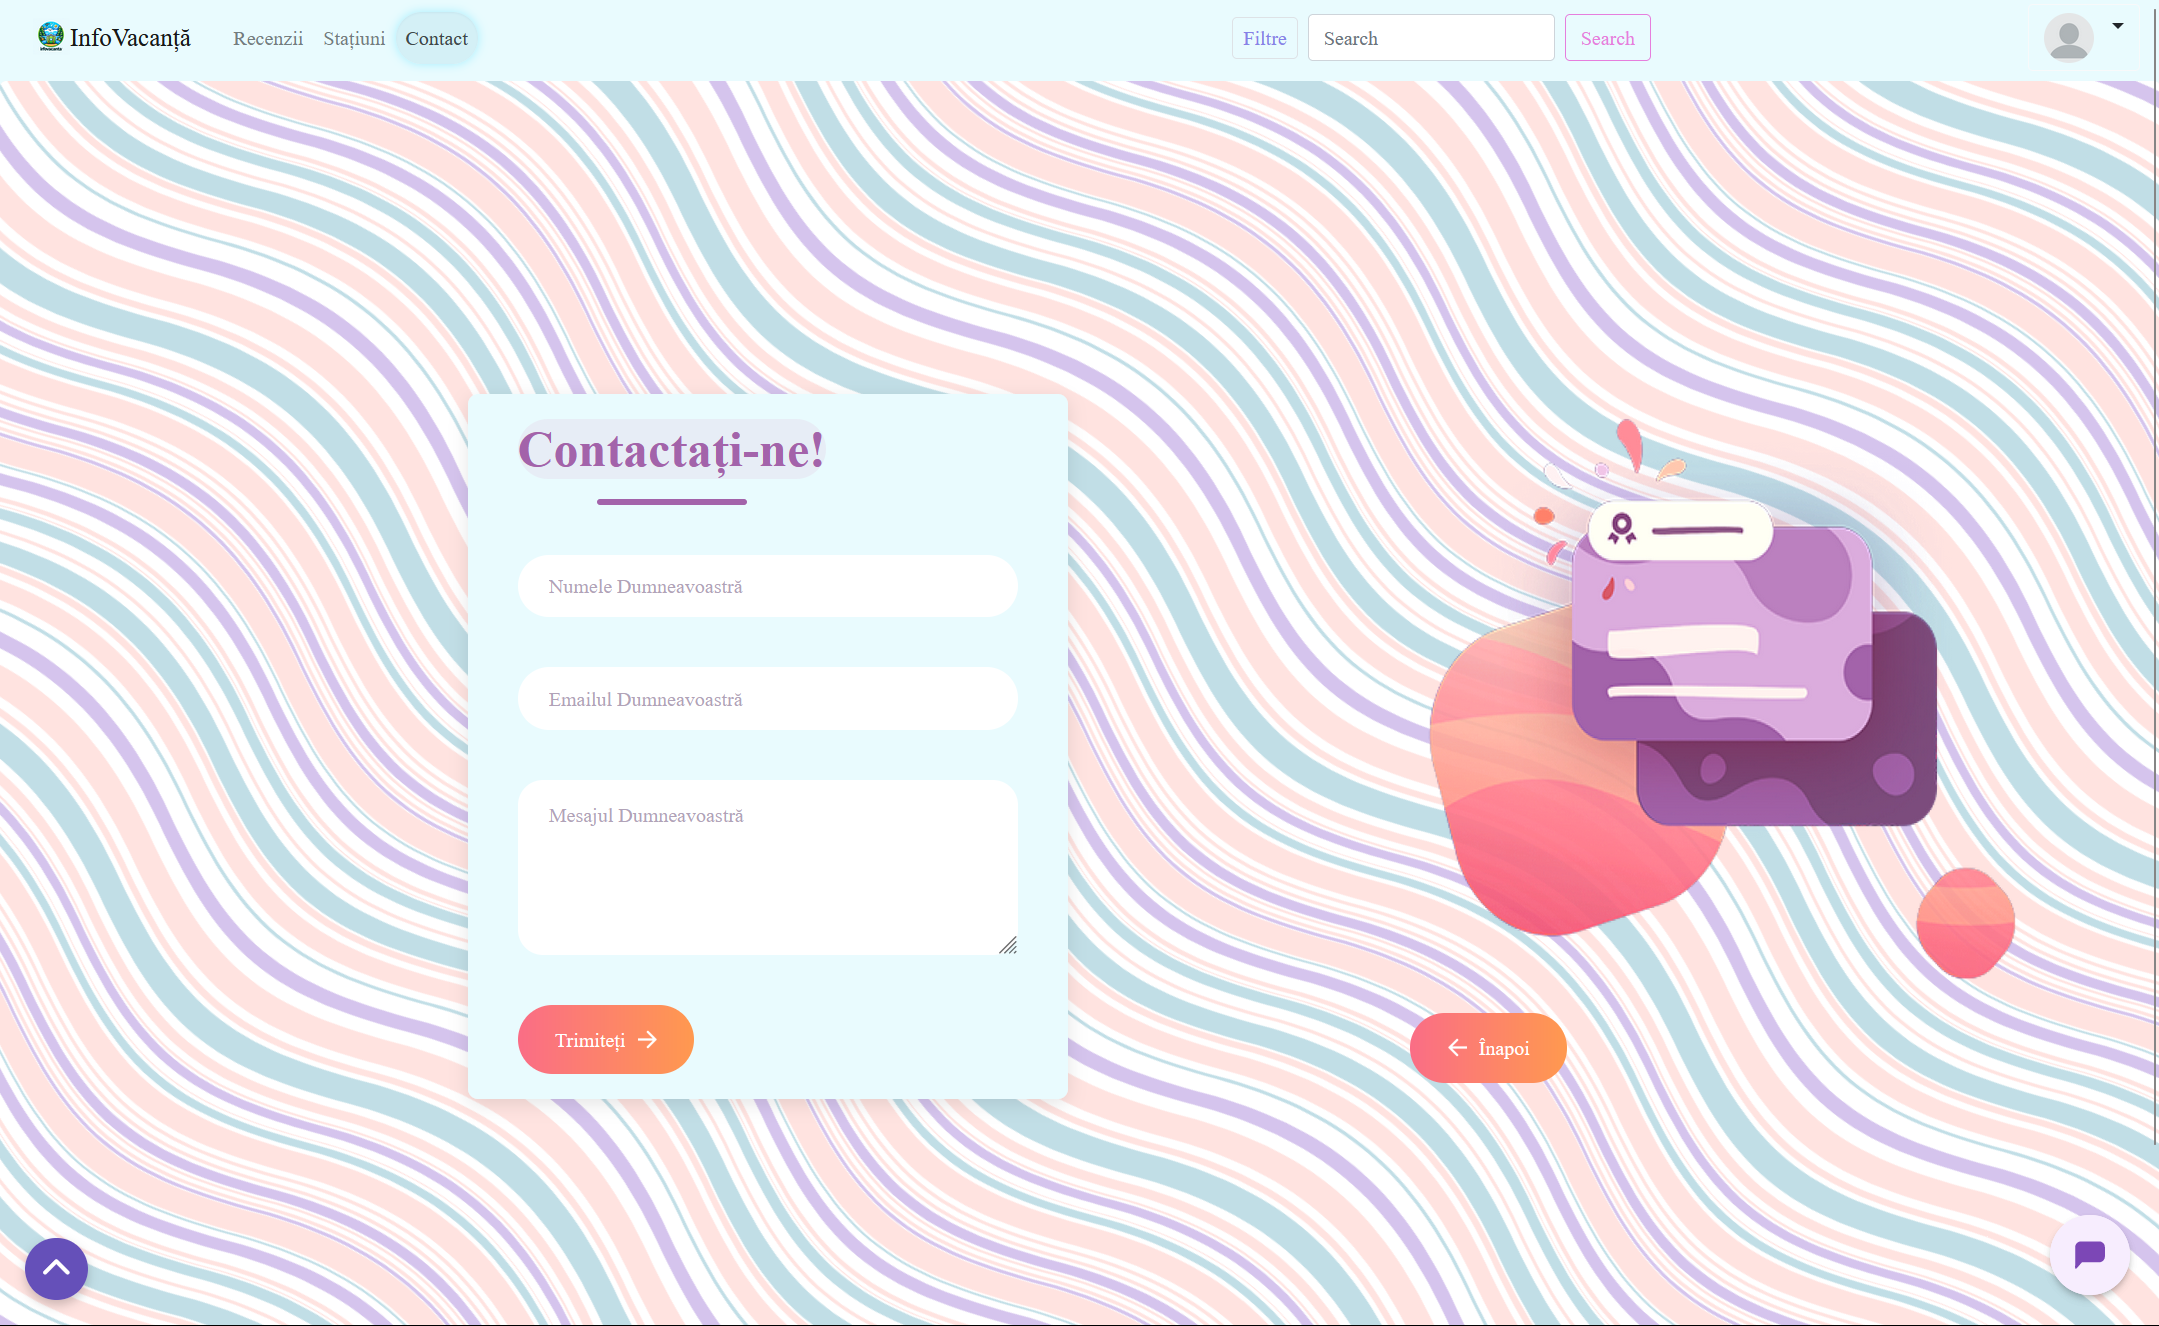 InfoVacanță Recenzii Stațiuni Contact Filtre Search Search
Contactați-ne!
Numele Dumneavoastră
Emailul Dumneavoastră
Mesajul Dumneavoastră
Trimiteți
Înapoi